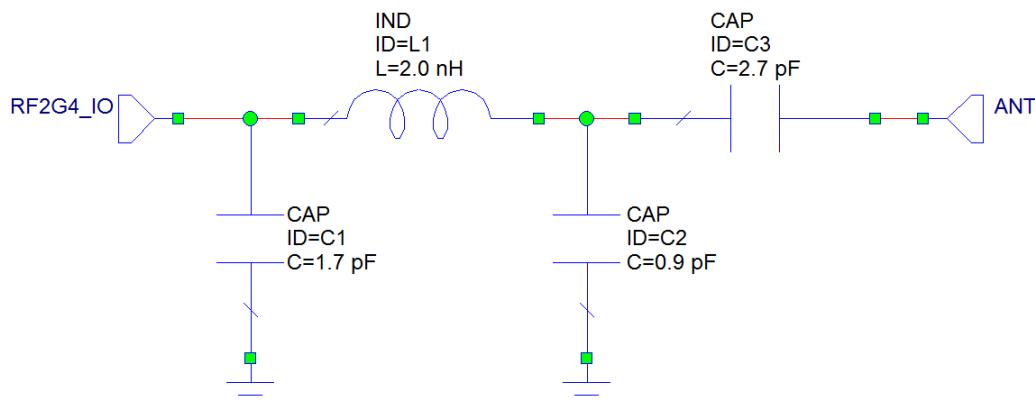 IND
ID=L1
L=2.0 nH
CAP
ID=C3
C=2.7 pF
RF2G4_IO
ANT
CAP
ID=C1
C=1.7 pF
CAP
ID=C2
C=0.9 pF